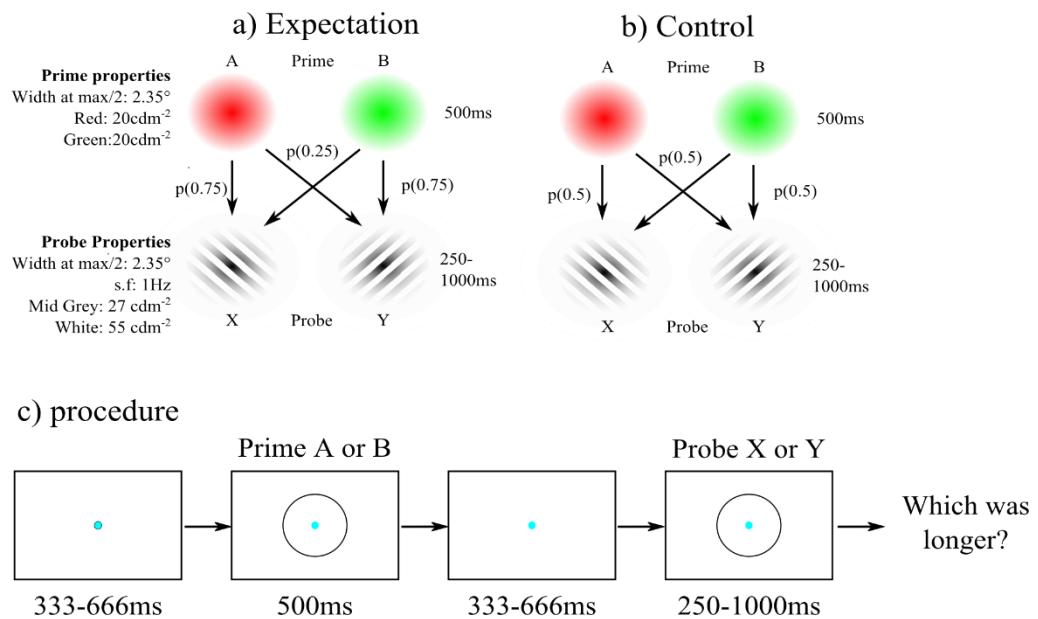 a) Expectation
A Prime B
Prime properties
Width at max/2: 2.35°
Red: 20cdm-2
Green:20cdm-2
500ms
p(0.25)
p(0.75)
p(0.75)
Probe Properties
Width at max/2: 2.35°
s.f: 1Hz
Mid Grey: 27 cdm-2
White: 55 cdm-2
250-
1000ms
X Probe Y
b) Control
A Prime B
500ms
p(0.5)
p(0.5)
p(0.5)
250-
1000ms
X Probe Y
c) procedure
Prime A or B
Probe X or Y
Which was
longer?
333-666ms
500ms
333-666ms
250-1000ms